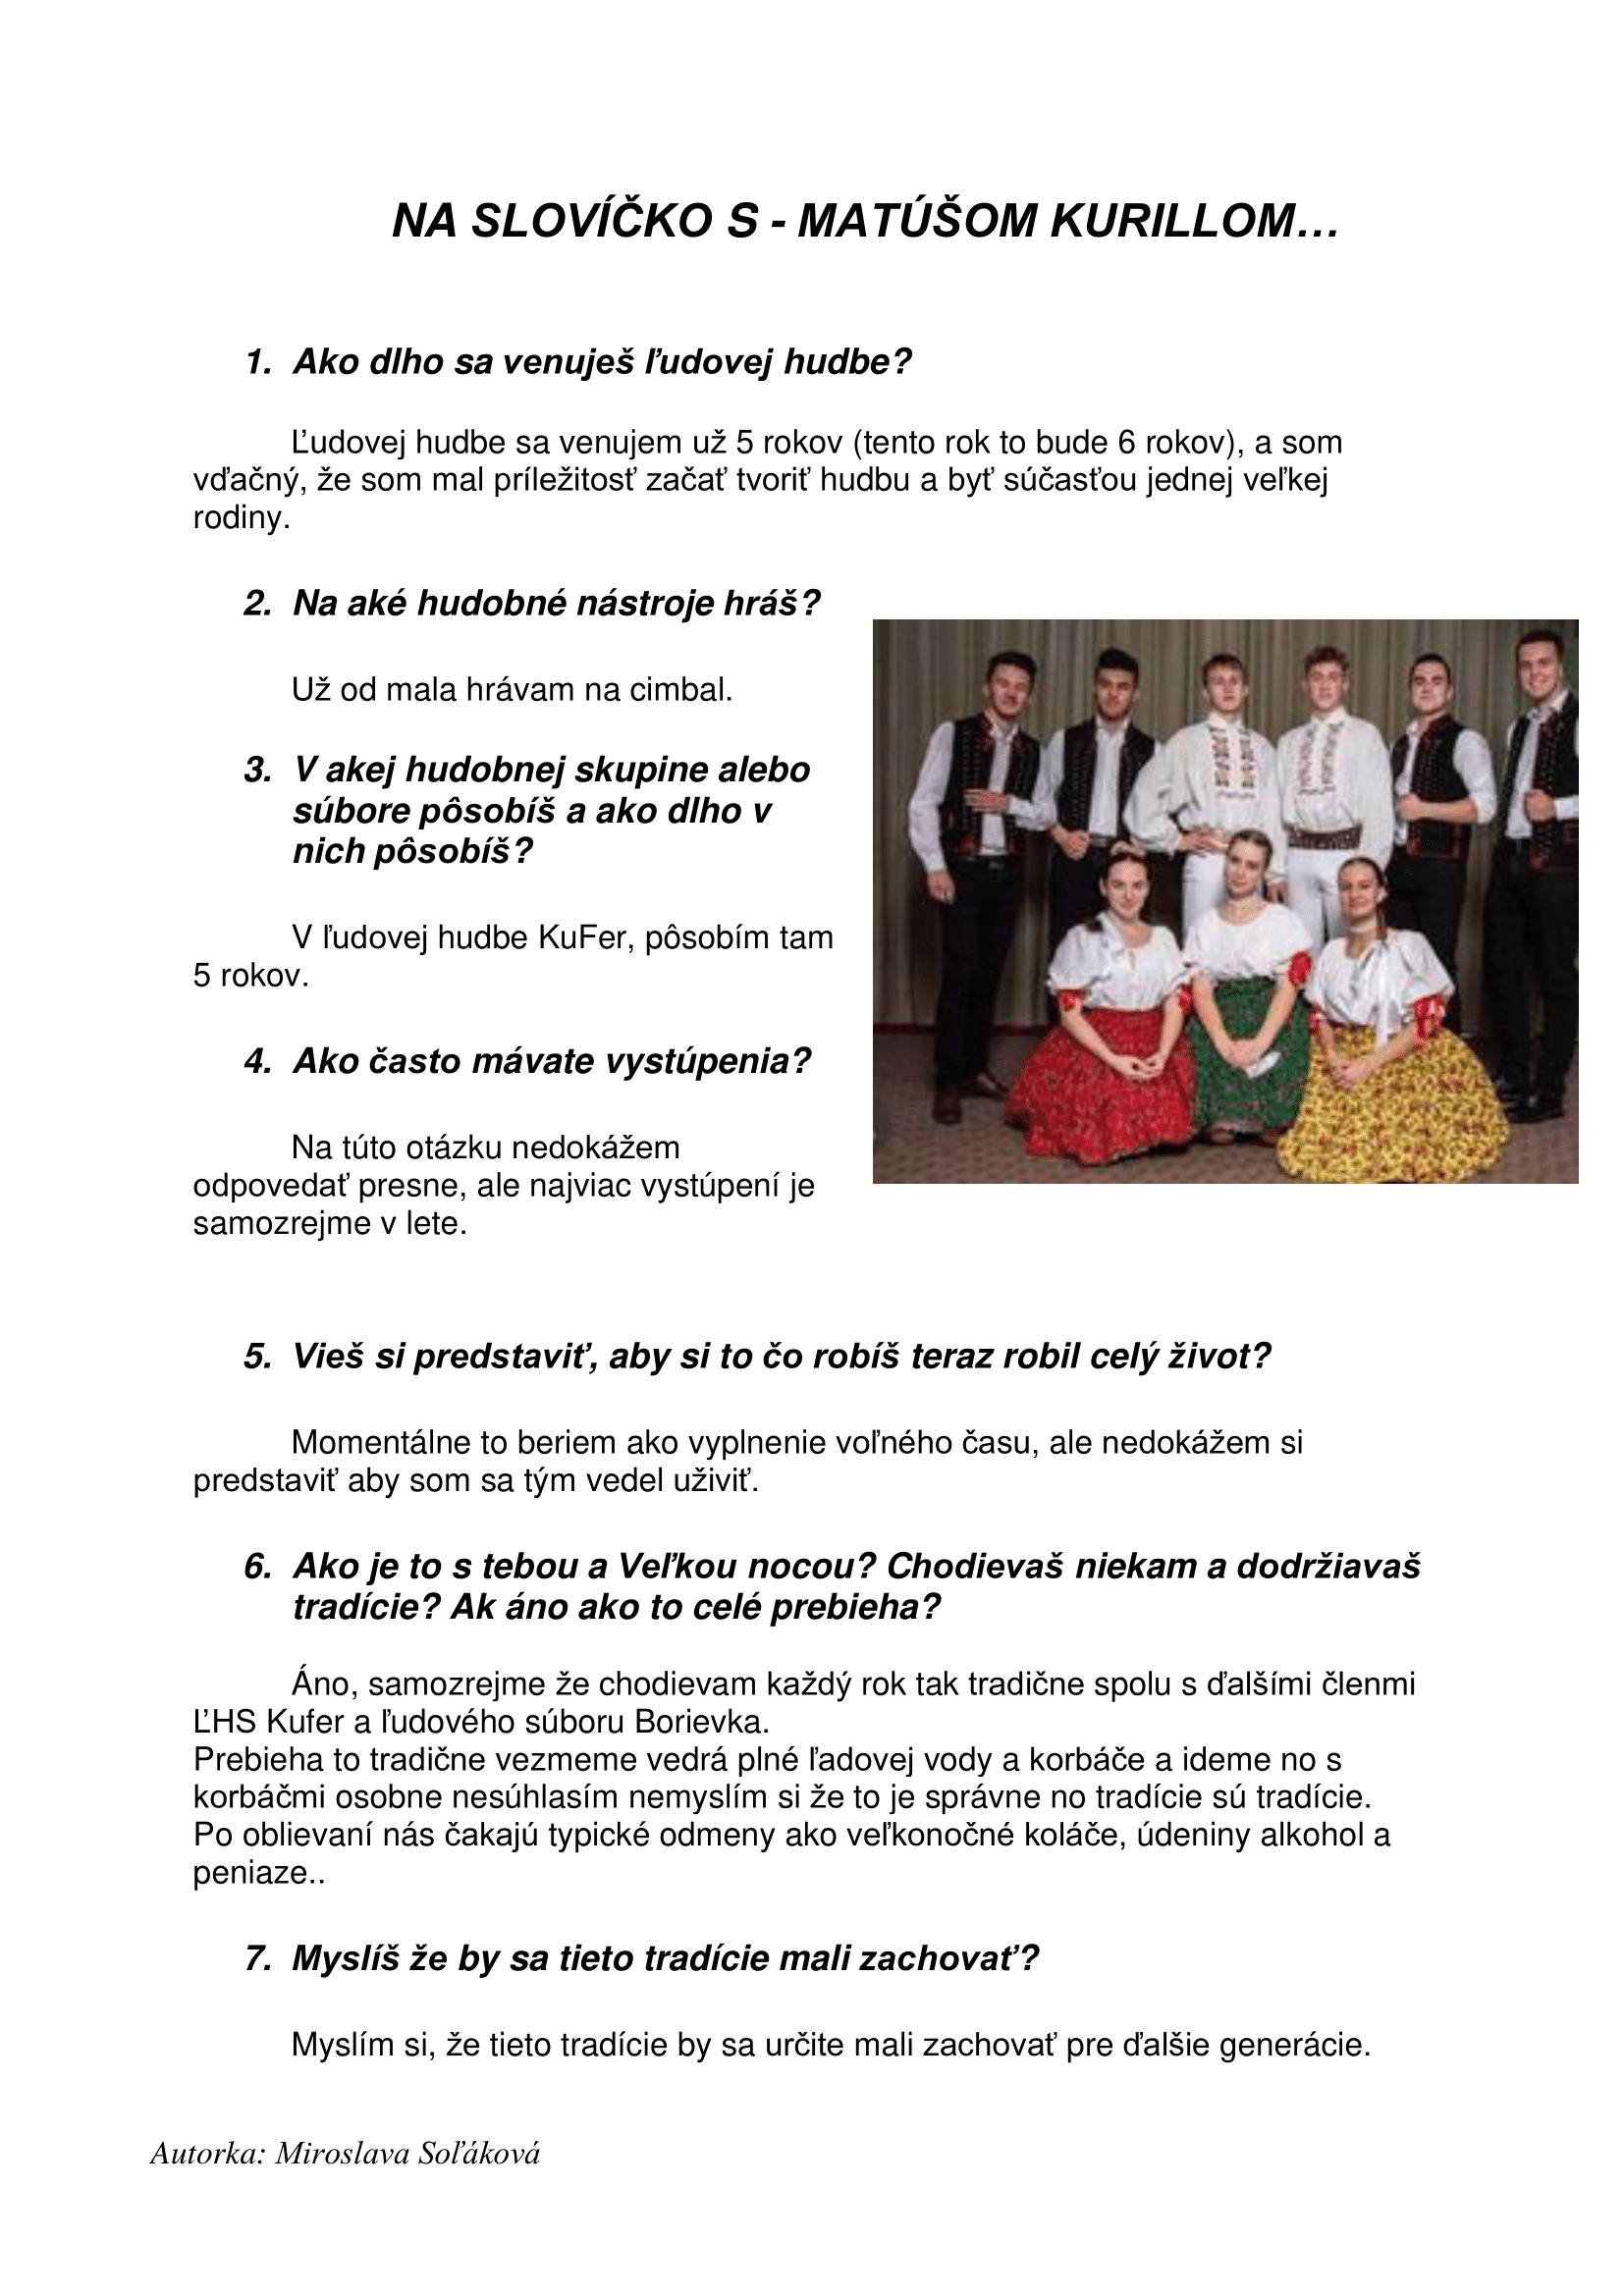 NA SLOVÍČKO S - MATÚŠOM KURILLOM…
1. Ako dlho sa venuješ ľudovej hudbe?
Ľudovej hudbe sa venujem už 5 rokov (tento rok to bude 6 rokov), a som
vďačný, že som mal príležitosť začať tvoriť hudbu a byť súčasťou jednej veľkej
rodiny.
2. Na aké hudobné nástroje hráš?
Už od mala hrávam na cimbal.
3. V akej hudobnej skupine alebo
súbore pôsobíš a ako dlho v
nich pôsobíš?
V ľudovej hudbe KuFer, pôsobím tam
5 rokov.
4. Ako často mávate vystúpenia?
Na túto otázku nedokážem
odpovedať presne, ale najviac vystúpení je
samozrejme v lete.
5. Vieš si predstaviť, aby si to čo robíš teraz robil celý život?
Momentálne to beriem ako vyplnenie voľného času, ale nedokážem si
predstaviť aby som sa tým vedel uživiť.
6. Ako je to s tebou a Veľkou nocou? Chodievaš niekam a dodržiavaš
tradície? Ak áno ako to celé prebieha?
Áno, samozrejme že chodievam každý rok tak tradične spolu s ďalšími členmi
ĽHS Kufer a ľudového súboru Borievka.
Prebieha to tradične vezmeme vedrá plné ľadovej vody a korbáče a ideme no s
korbáčmi osobne nesúhlasím nemyslím si že to je správne no tradície sú tradície.
Po oblievaní nás čakajú typické odmeny ako veľkonočné koláče, údeniny alkohol a
peniaze..
7. Myslíš že by sa tieto tradície mali zachovať?
Myslím si, že tieto tradície by sa určite mali zachovať pre ďalšie generácie.
Autorka: Miroslava Soľáková